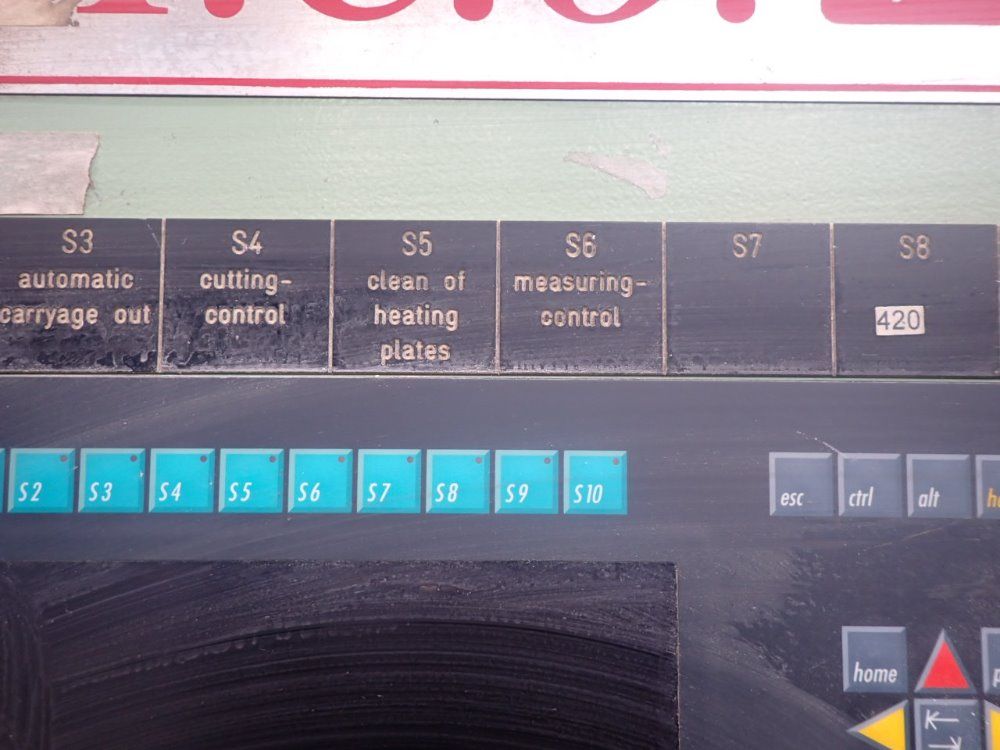 S3
automatic
carryage out
S4
cutting-
control
S5
clean of
heating
plates
S6
measuring-
control
S7
S8
420
S2
S3
S4
S5
S6
S7
S8
S9
S10
esc
ctrl
alt
home